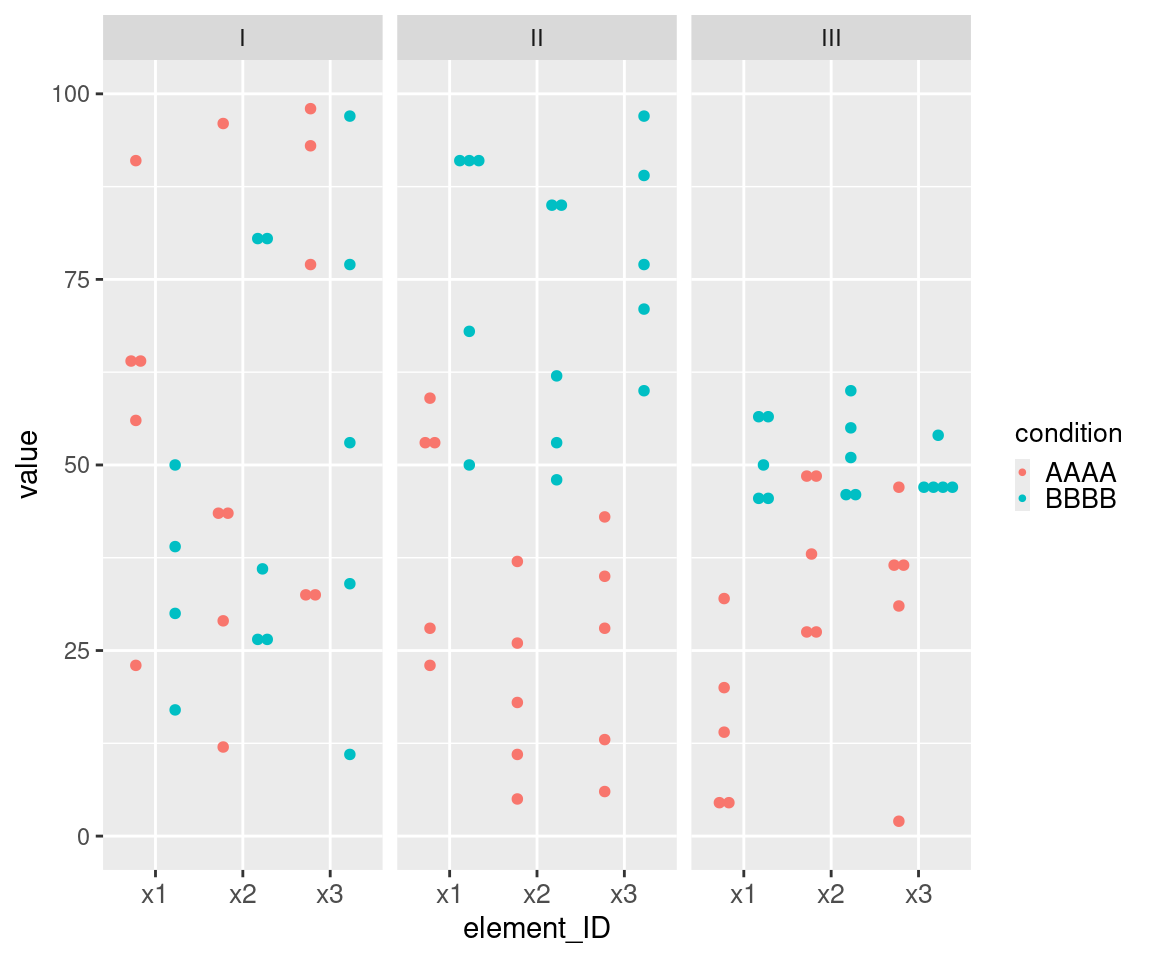 I
II
III
value
100
75
50
25
0
x1
x2
x3
x1
x2
x3
x1
x2
x3
element_ID
condition
AAAA
BBBB